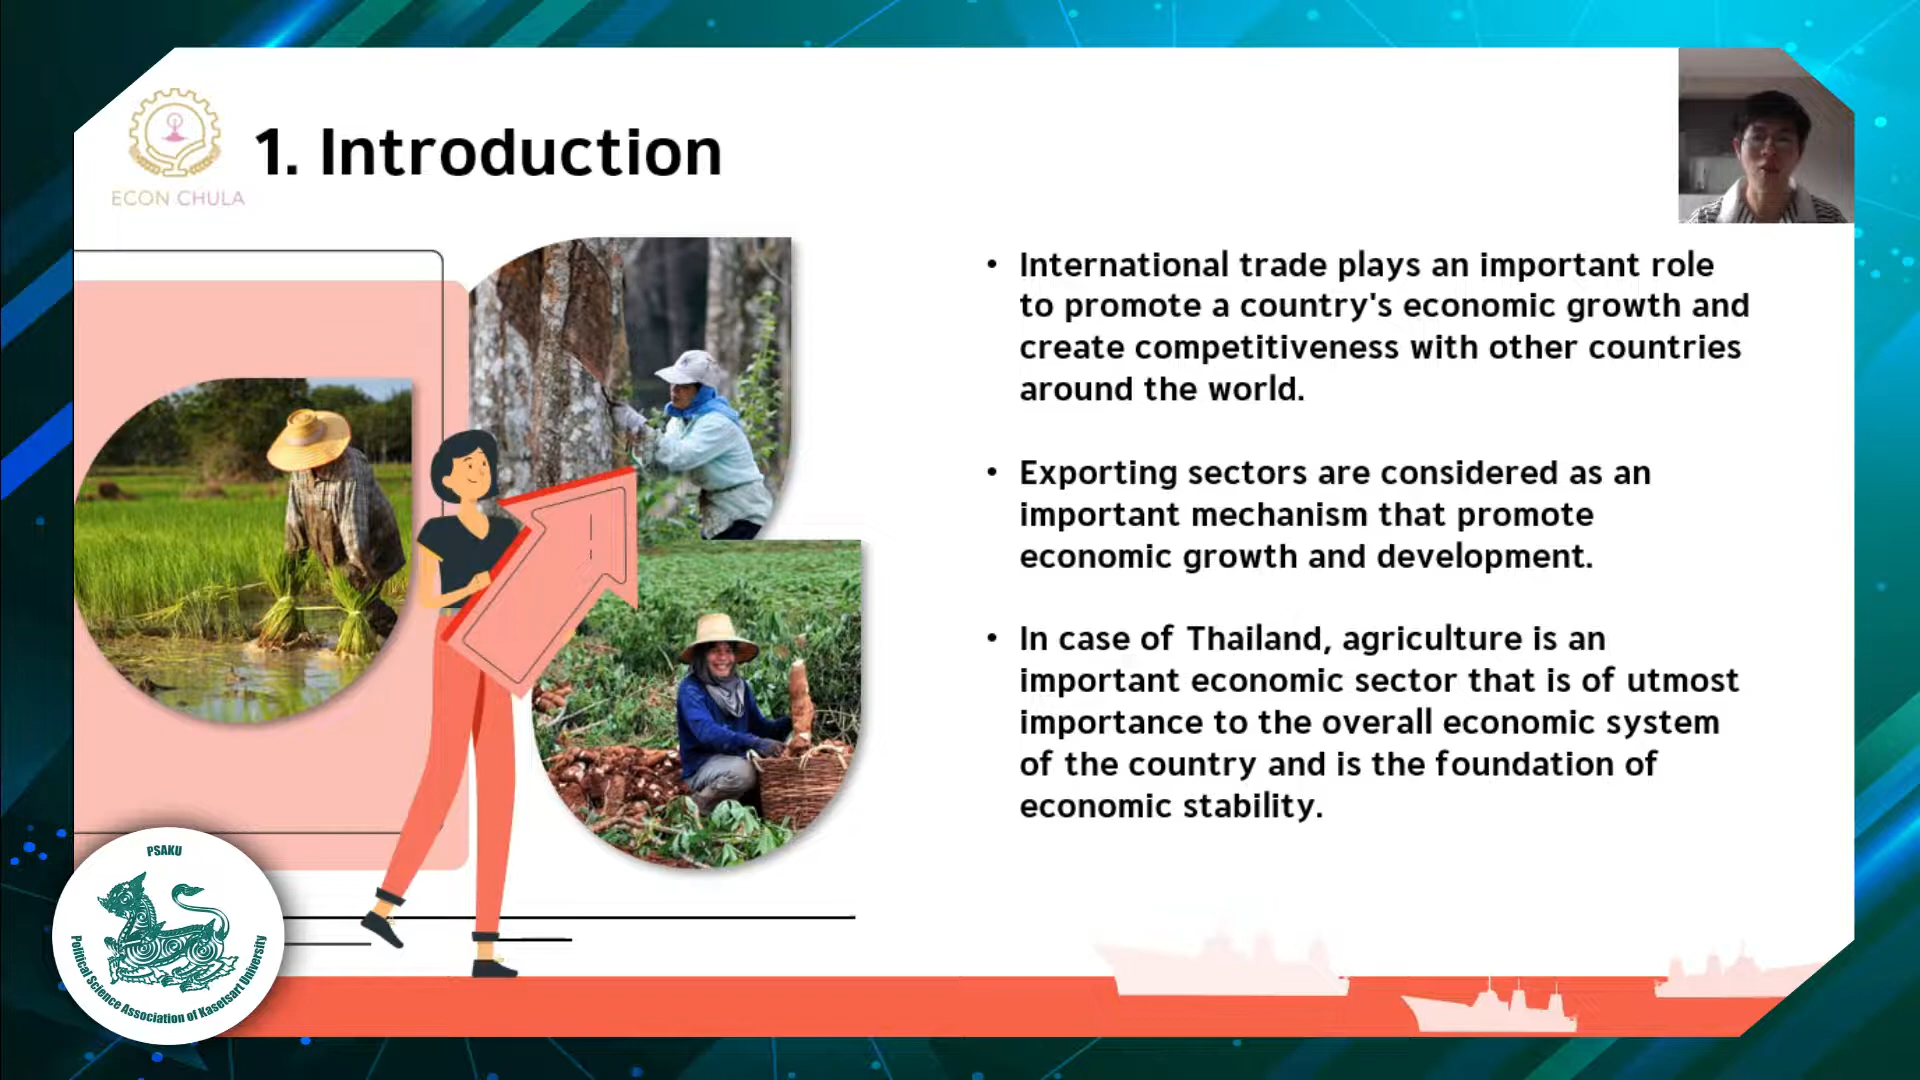 ECON CHULA
1. Introduction
• International trade plays an important role
to promote a country's economic growth and
create competitiveness with other countries
around the world.
• Exporting sectors are considered as an
important mechanism that promote
economic growth and development.
• In case of Thailand, agriculture is an
important economic sector that is of utmost
importance to the overall economic system
of the country and is the foundation of
economic stability.
PSAKU
Political Science Association of Kasetsart University